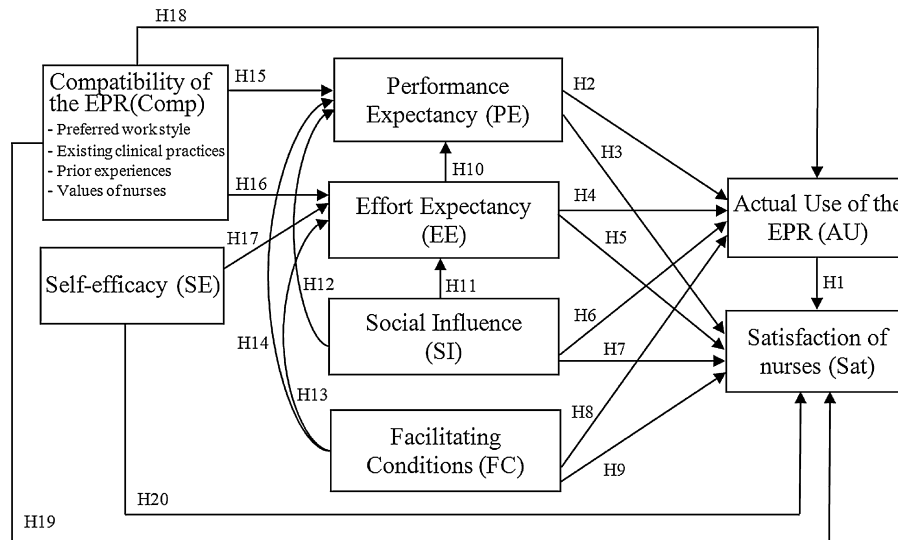 H18
Compatibility of
the EPR(Comp)
- Preferred work style
- Existing clinical practices
- Prior experiences
- Values of nurses
H15
H16
Performance
Expectancy (PE)
H2
H3
H10
Effort Expectancy
(EE)
H4
H5
Actual Use of the
EPR (AU)
H17
Self-efficacy (SE)
H12
H11
H1
Social Influence
(SI)
H6
H7
Satisfaction of
nurses (Sat)
H14
H13
Facilitating
Conditions (FC)
H8
H9
H20
H19